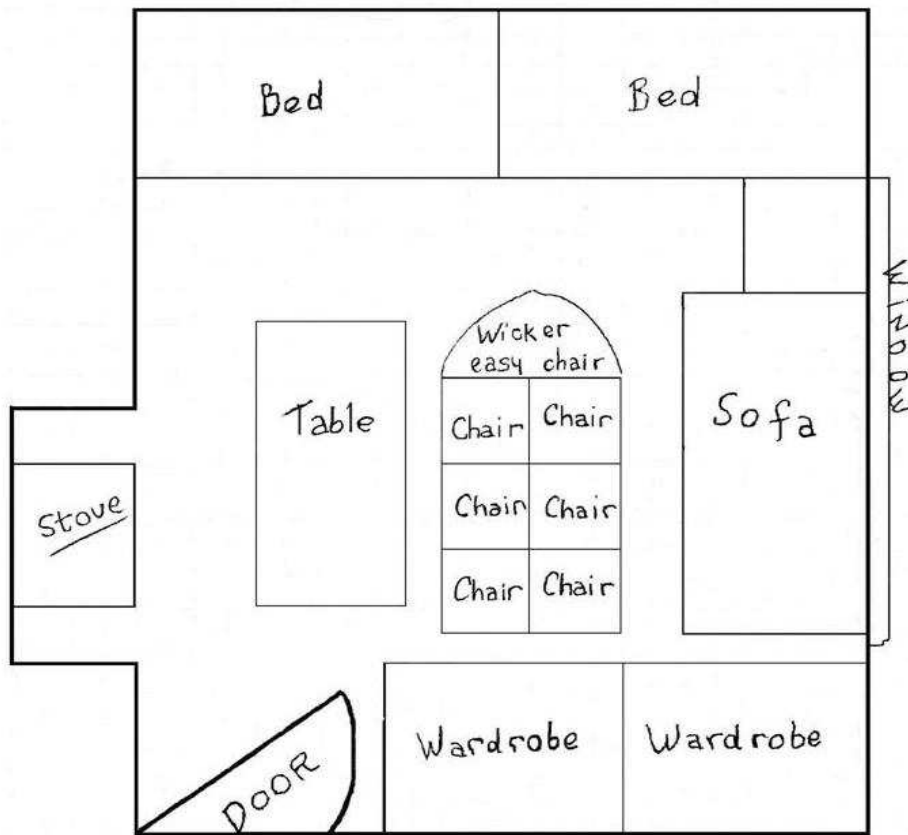 Bed
Bed
WINDOW
Wicker
easy chair
Table
Chair
Chair
Sofa
Stove
Chair
Chair
Chair
Chair
DOOR
Wardrobe
Wardrobe